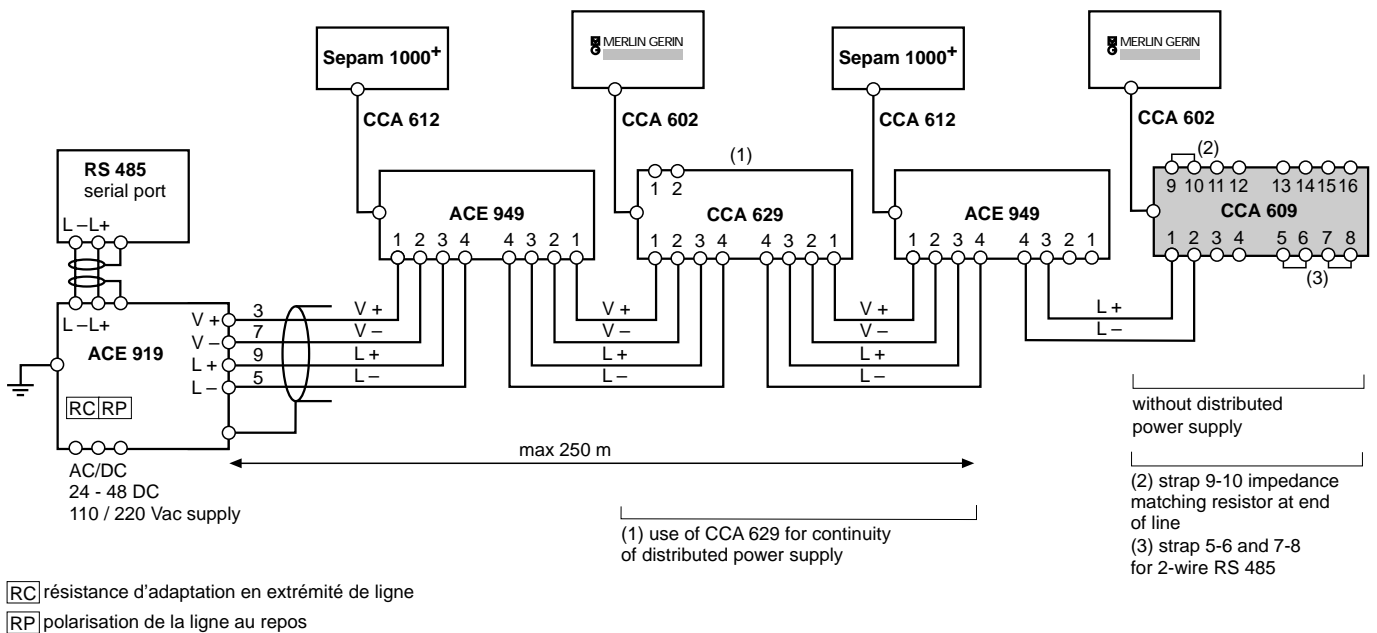 Sepam 1000+
MERLIN GERIN
Sepam 1000+
MERLIN GERIN
CCA 612
CCA 602
CCA 612
CCA 602
RS 485
serial port
L – L+
(1)
1 2
(2)
9 10 11 12 13 14 15 16
ACE 949
CCA 629
ACE 949
CCA 609
1 2 3 4 4 3 2 1
1 2 3 4 4 3 2 1
1 2 3 4 4 3 2 1
1 2 3 4 5 6 7 8
(3)
L – L+
ACE 919
V + 3
V – 7
L + 9
L – 5
V +
V –
L +
L –
V +
V –
L +
L –
V +
V –
L +
L –
L +
L –
RC RP
max 250 m
AC/DC
24 - 48 DC
110 / 220 Vac supply
(1) use of CCA 629 for continuity
of distributed power supply
without distributed
power supply
(2) strap 9-10 impedance
matching resistor at end
of line
(3) strap 5-6 and 7-8
for 2-wire RS 485
RC résistance d'adaptation en extrémité de ligne
RP polarisation de la ligne au repos